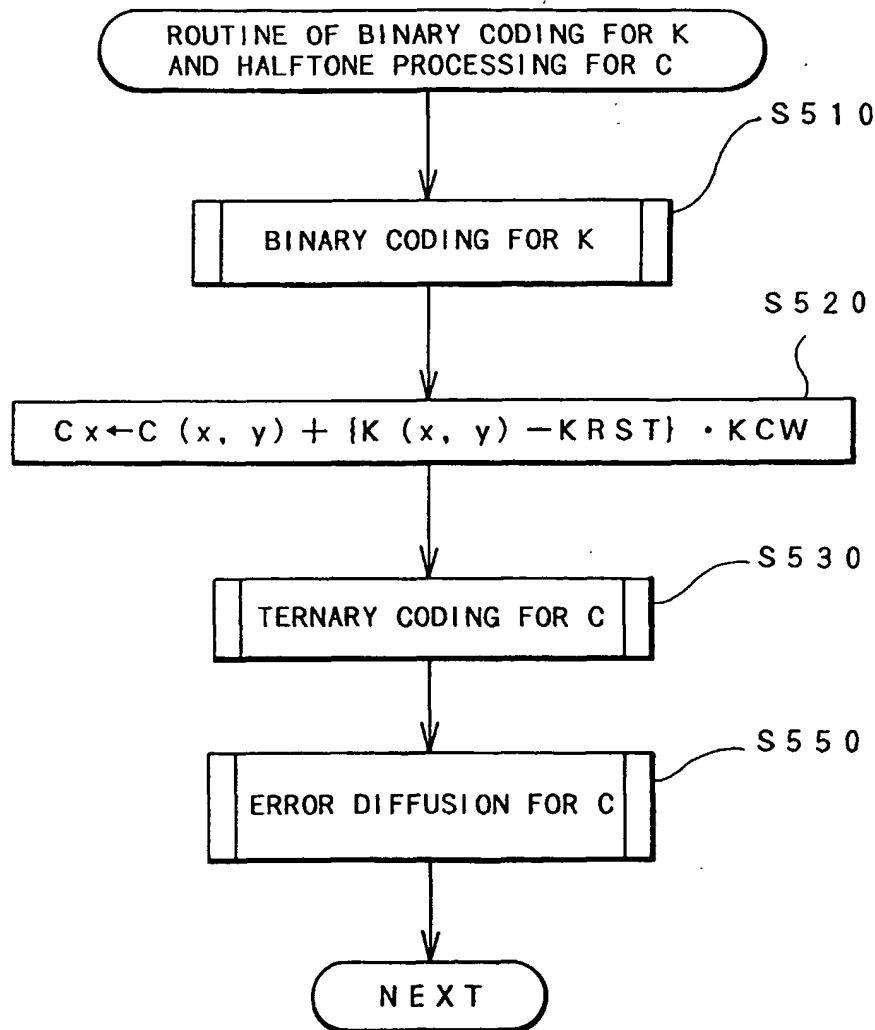 ROUTINE OF BINARY CODING FOR K
AND HALFTONE PROCESSING FOR C
S510
BINARY CODING FOR K
S520
Cx←C (x, y) + {K (x, y) −KRST} · KCW
S530
TERNARY CODING FOR C
S550
ERROR DIFFUSION FOR C
NEXT